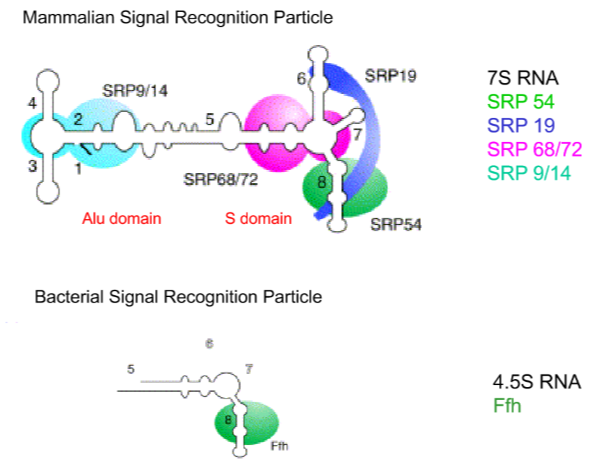 Mammalian Signal Recognition Particle
6
SRP19
SRP9/14
4
2
5
7
3
1
SRP68/72
8
Alu domain
S domain
SRP54
7S RNA
SRP 54
SRP 19
SRP 68/72
SRP 9/14
Bacterial Signal Recognition Particle
6
5
7
8
Ffh
4.5S RNA
Ffh